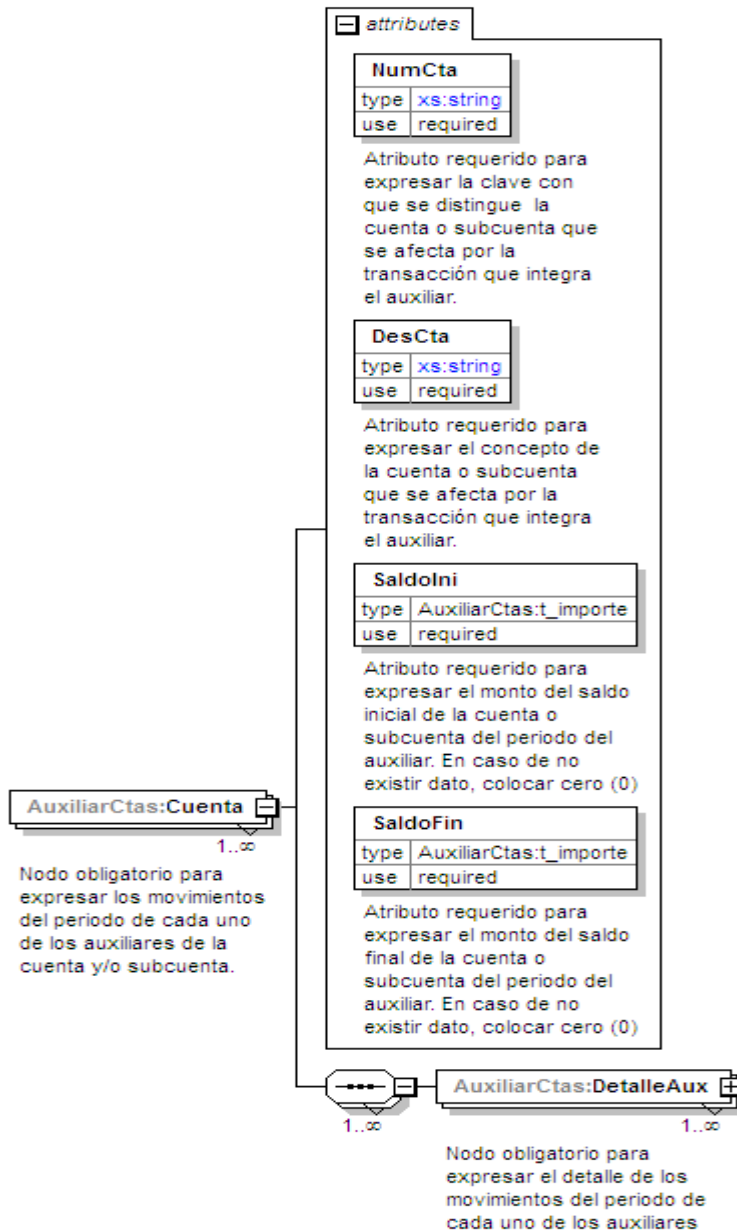 attributes
NumCta
type xs:string
use required
Atributo requerido para
expresar la clave con
que se distingue la
cuenta o subcuenta que
se afecta por la
transacción que integra
el auxiliar.
DesCta
type xs:string
use required
Atributo requerido para
expresar el concepto de
la cuenta o subcuenta
que se afecta por la
transacción que integra
el auxiliar.
SaldoIni
type AuxiliarCtas:t_importe
use required
Atributo requerido para
expresar el monto del saldo
inicial de la cuenta o
subcuenta del periodo del
auxiliar. En caso de no
existir dato, colocar cero (0)
AuxiliarCtas:Cuenta
1..∞
Nodo obligatorio para
expresar los movimientos
del periodo de cada uno
de los auxiliares de la
cuenta y/o subcuenta.
SaldoFin
type AuxiliarCtas:t_importe
use required
Atributo requerido para
expresar el monto del saldo
final de la cuenta o
subcuenta del periodo del
auxiliar. En caso de no
existir dato, colocar cero (0)
1..∞
AuxiliarCtas:DetalleAux
1..∞
Nodo obligatorio para
expresar el detalle de los
movimientos del periodo de
cada uno de los auxiliares